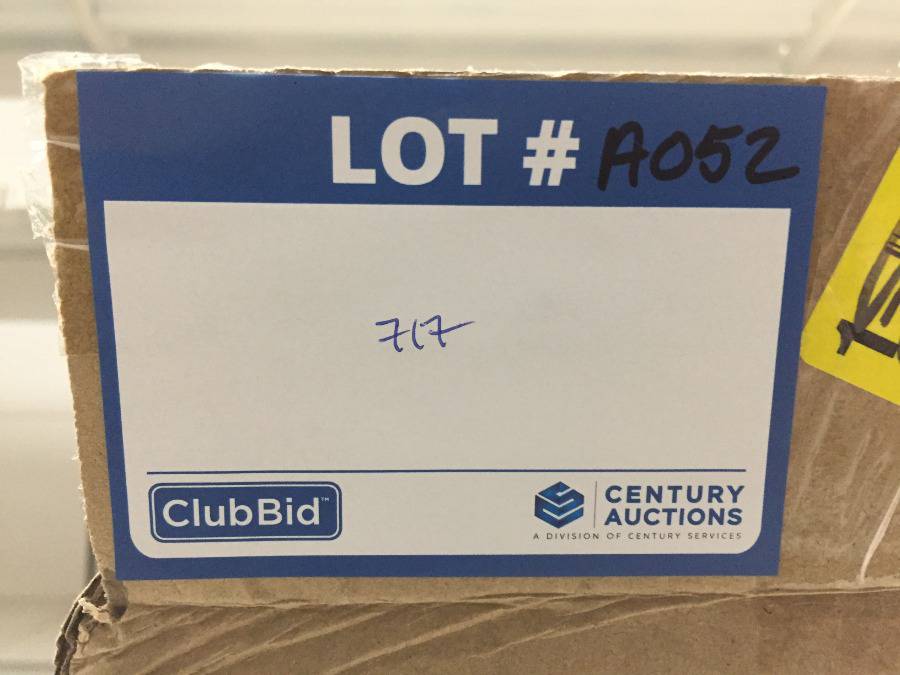 LOT # A052
717
ClubBid™
CENTURY
AUCTIONS
A DIVISION OF CENTURY SERVICES